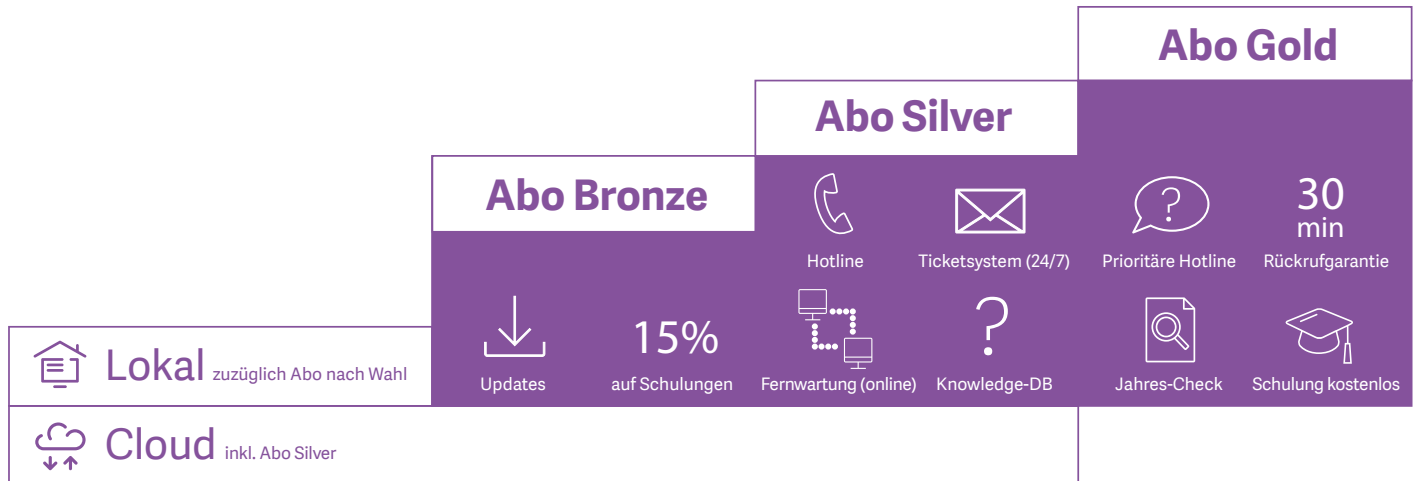 Abo Gold
Abo Silver
Abo Bronze
Hotline
Ticketsystem (24/7)
?
Prioritäre Hotline
30
min
Rückrufgarantie
Lokal zuzüglich Abo nach Wahl
Updates
15%
auf Schulungen
Fernwartung (online)
?
Knowledge-DB
Jahres-Check
Schulung kostenlos
Cloud inkl. Abo Silver